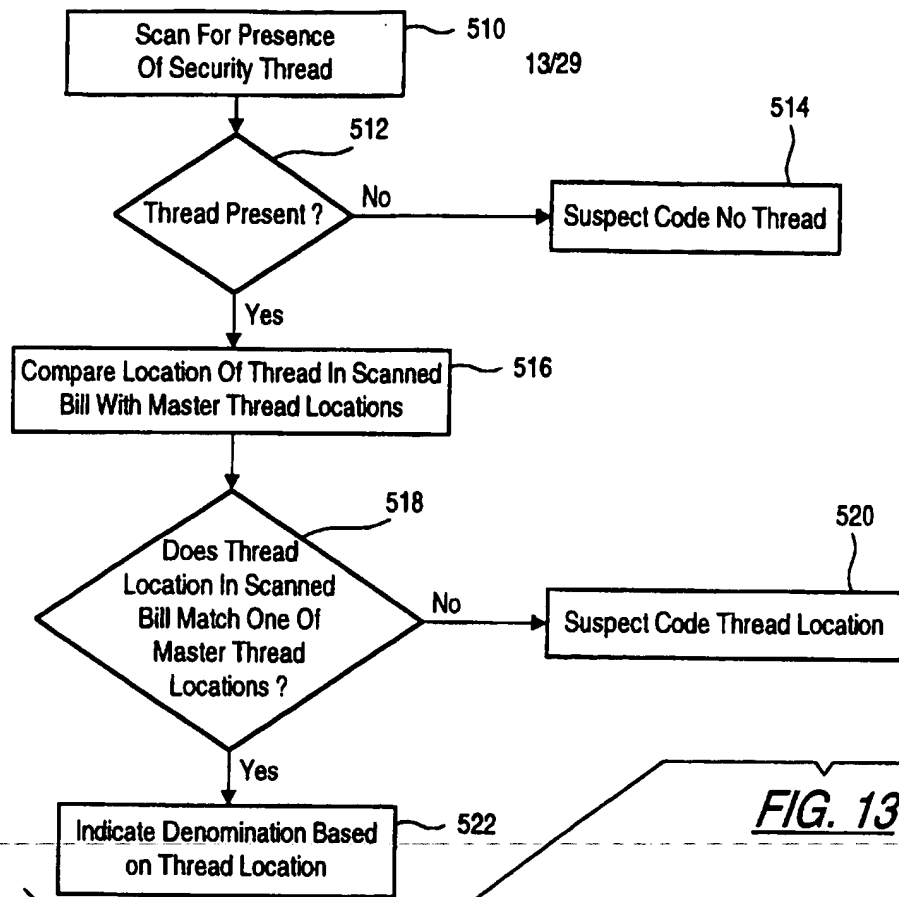 Scan For Presence
Of Security Thread
510
13/29
512
514
Thread Present ?
No
Suspect Code No Thread
Yes
Compare Location Of Thread In Scanned
Bill With Master Thread Locations
516
518
520
Does Thread
Location In Scanned
Bill Match One Of
Master Thread
Locations ?
No
Suspect Code Thread Location
Yes
Indicate Denomination Based
on Thread Location
522
FIG. 13